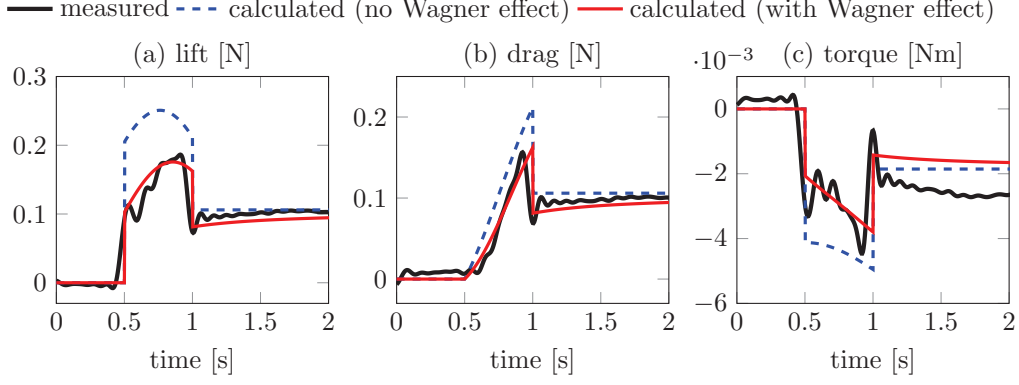 measured calculated (no Wagner effect) calculated (with Wagner effect)
(a) lift [N] (b) drag [N] ·10⁻³ (c) torque [Nm]
0.3
0.2
0.1
0
0 0.5 1 1.5 2
time [s]
0.2
0.1
0
0 0.5 1 1.5 2
time [s]
0
−2
−4
−6
0 0.5 1 1.5 2
time [s]